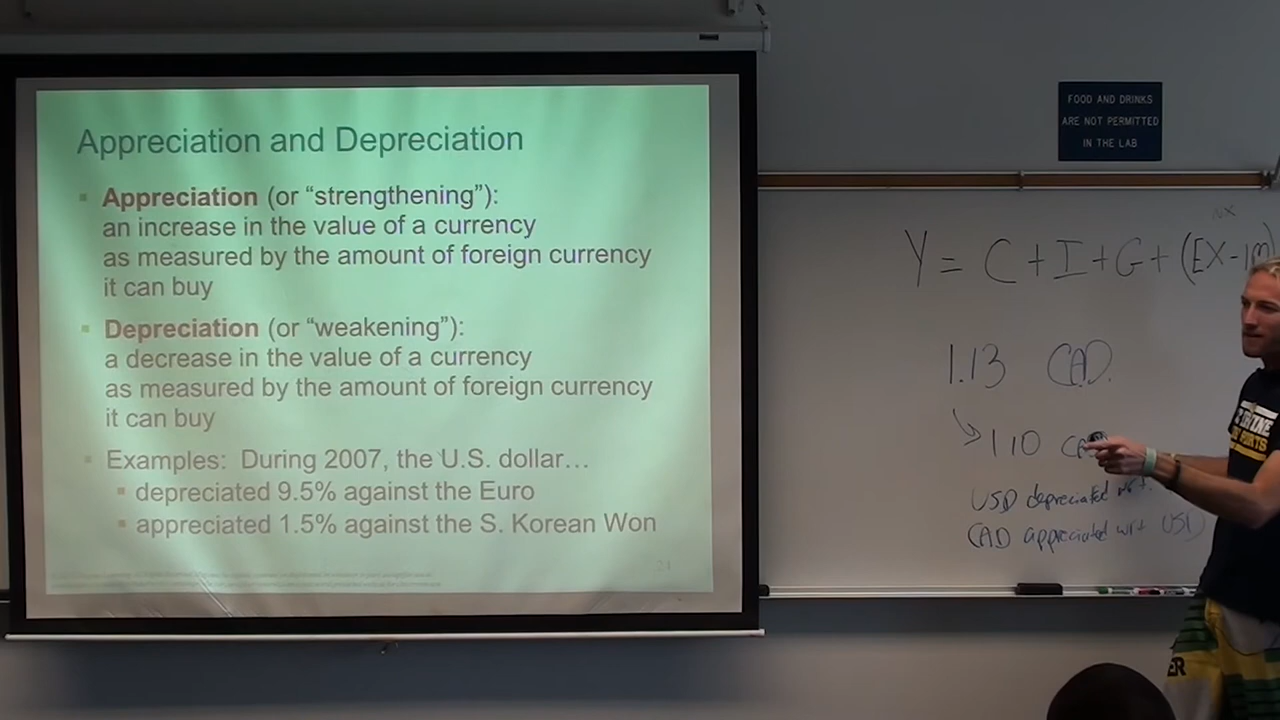 Appreciation and Depreciation
Appreciation (or “strengthening”):
an increase in the value of a currency
as measured by the amount of foreign currency
it can buy
Depreciation (or “weakening”):
a decrease in the value of a currency
as measured by the amount of foreign currency
it can buy
Examples: During 2007, the U.S. dollar…
depreciated 9.5% against the Euro
appreciated 1.5% against the S. Korean Won
24
FOOD AND DRINKS
ARE NOT PERMITTED
IN THE LAB
NX
Y = C + I + G + (EX - IM)
1.13 CAD
1.10
USD depreciated wrt
CAD appreciated wrt USD